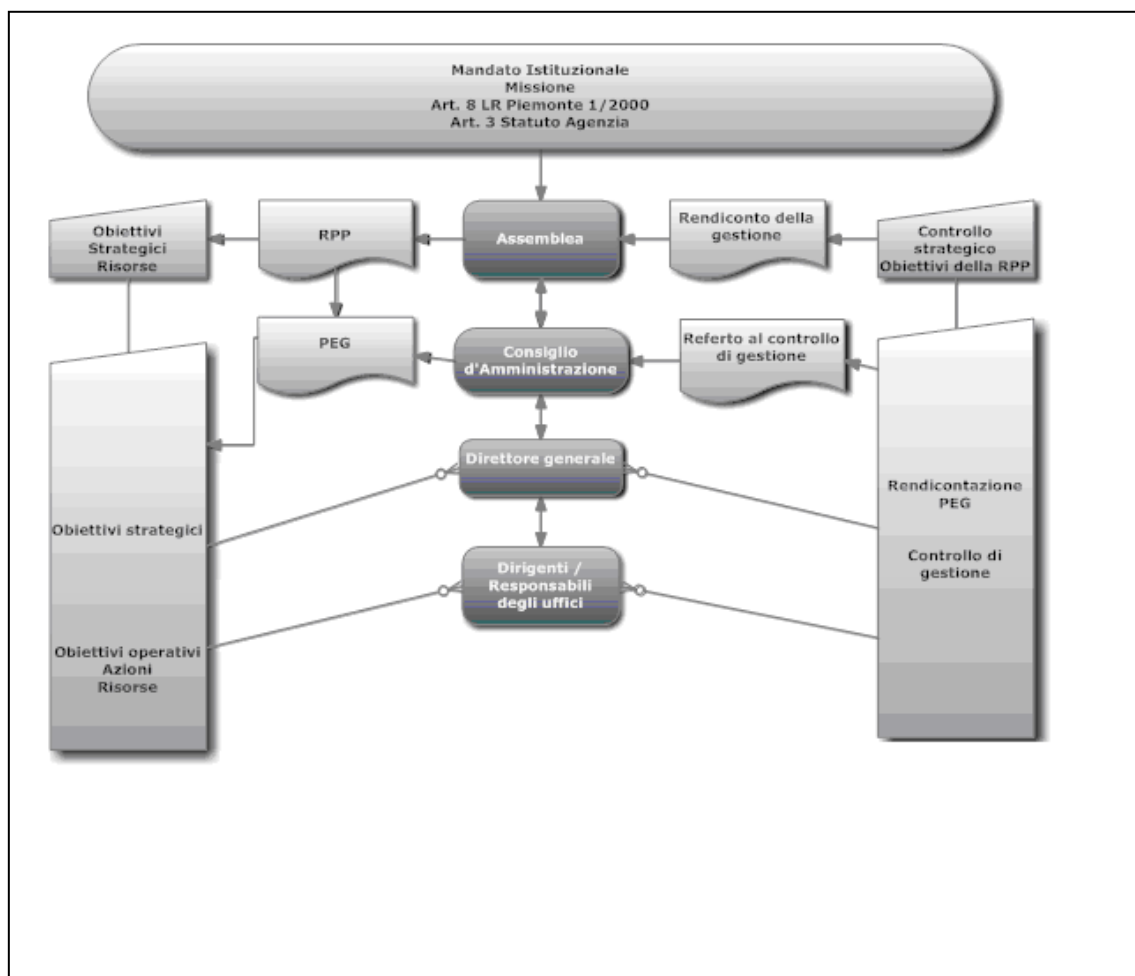 Mandato Istituzionale
Missione
Art. 8 LR Piemonte 1/2000
Art. 3 Statuto Agenzia
Obiettivi
Strategici
Risorse
RPP
Assemblea
Rendiconto della
gestione
Controllo
strategico
Obiettivi della RPP
PEG
Consiglio
d'Amministrazione
Referto al controllo
di gestione
Direttore generale
Obiettivi strategici
Rendicontazione
PEG
Controllo di
gestione
Dirigenti /
Responsabili
degli uffici
Obiettivi operativi
Azioni
Risorse